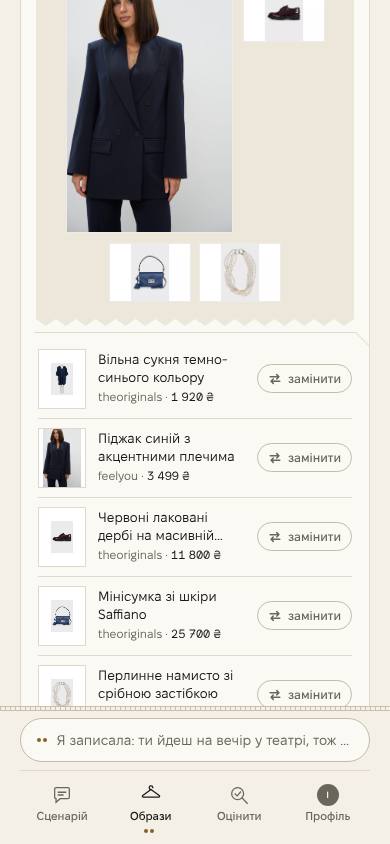 Вільна сукня темно-
синього кольору
theoriginals · 1 920 ₴
замінити
Піджак синій з
акцентними плечима
feelyou · 3 499 ₴
замінити
Червоні лаковані
дербі на масивній...
theoriginals · 11 800 ₴
замінити
Мінісумка зі шкіри
Saffiano
theoriginals · 25 700 ₴
замінити
Перлинне намисто зі
срібною застібкою
замінити
Я записала: ти йдеш на вечір у театрі, тож ...
Сценарій
Образи
Оцінити
І
Профіль